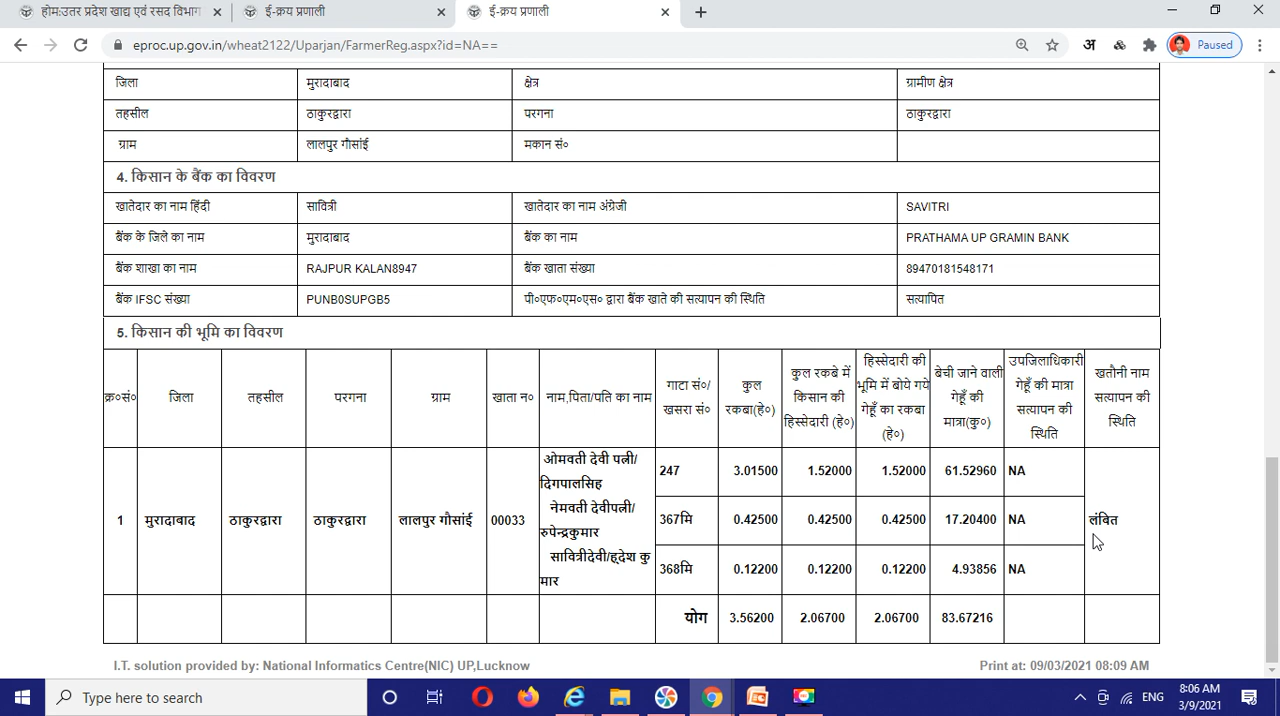 होम:उतर प्रदेश खाद्य एवं रसद विभाग
ई-क्रय प्रणाली
ई-क्रय प्रणाली
eproc.up.gov.in/wheat2122/Uparjan/FarmerReg.aspx?id=NA==
अ
Paused
जिला मुरादाबाद क्षेत्र ग्रामीण क्षेत्र
तहसील ठाकुरद्वारा परगना ठाकुरद्वारा
ग्राम लालपुर गौसांई मकान सं०
4. किसान के बैंक का विवरण
खातेदार का नाम हिंदी सावित्री खातेदार का नाम अंग्रेजी SAVITRI
बैंक के जिले का नाम मुरादाबाद बैंक का नाम PRATHAMA UP GRAMIN BANK
बैंक शाखा का नाम RAJPUR KALAN8947 बैंक खाता संख्या 89470181548171
बैंक IFSC संख्या PUNB0SUPGB5 पी०एफ०एम०एस० द्वारा बैंक खाते की सत्यापन की स्थिति सत्यापित
5. किसान की भूमि का विवरण
क्र०सं०
जिला
तहसील
परगना
ग्राम
खाता न०
नाम,पिता/पति का नाम
गाटा सं०/
खसरा सं०
कुल
रकबा(हे०)
कुल रकबे में
किसान की
हिस्सेदारी (हे०)
हिस्सेदारी की
भूमि में बोये गये
गेहूँ का रकबा
(हे०)
बेची जाने वाली
गेहूँ की
मात्रा(कु०)
उपजिलाधिकारी
गेहूँ की मात्रा
सत्यापन की
स्थिति
खतौनी नाम
सत्यापन की
स्थिति
1
मुरादाबाद
ठाकुरद्वारा
ठाकुरद्वारा
लालपुर गौसांई
00033
ओमवती देवी पत्नी/
दिगपालसिह
नेमवती देवीपत्नी/
रुपेन्द्रकुमार
सावित्रीदेवी/हृदेश कु
मार
247 3.01500 1.52000 1.52000 61.52960 NA
367मि 0.42500 0.42500 0.42500 17.20400 NA
368मि 0.12200 0.12200 0.12200 4.93856 NA
लंबित
योग 3.56200 2.06700 2.06700 83.67216
I.T. solution provided by: National Informatics Centre(NIC) UP,Lucknow
Print at: 09/03/2021 08:09 AM
Type here to search
ENG
8:06 AM
3/9/2021